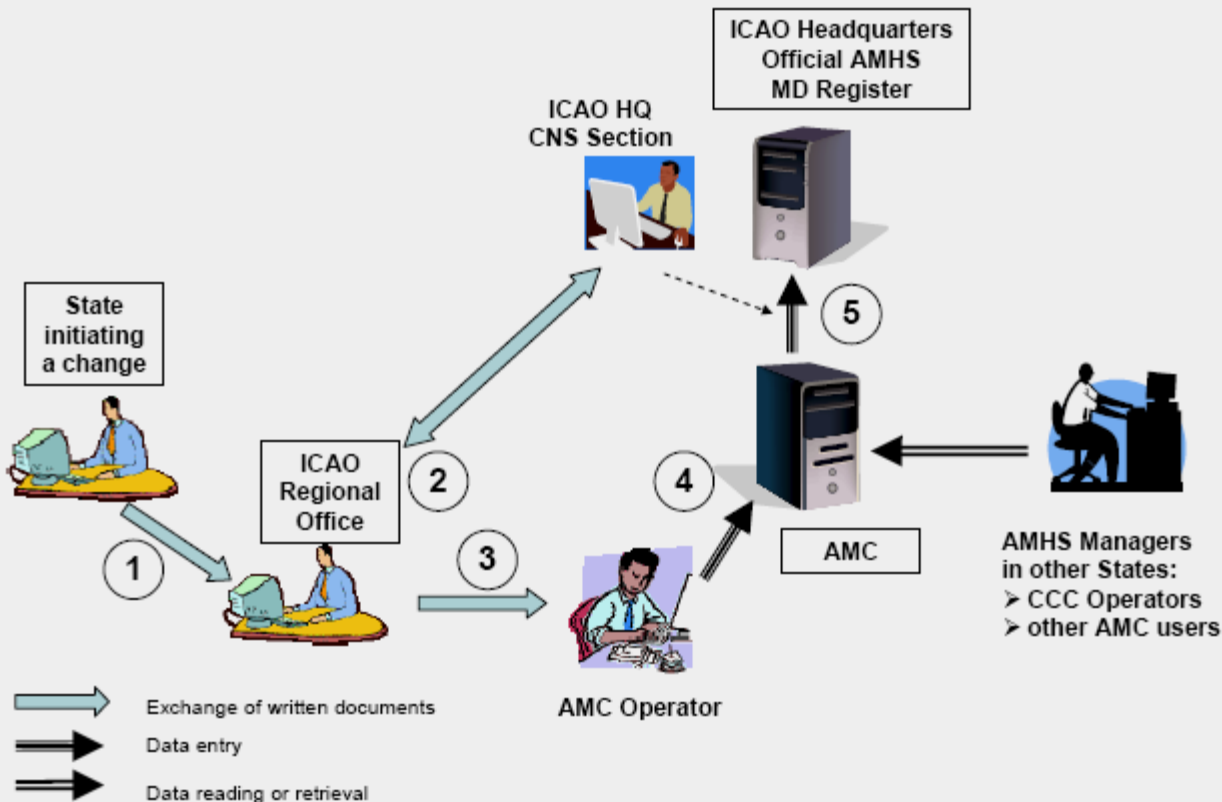 ICAO Headquarters
Official AMHS
MD Register
ICAO HQ
CNS Section
5
State
initiating
a change
ICAO
Regional
Office
2
4
1
3
AMC
AMHS Managers
in other States:
➢ CCC Operators
➢ other AMC users
AMC Operator
Exchange of written documents
Data entry
Data reading or retrieval